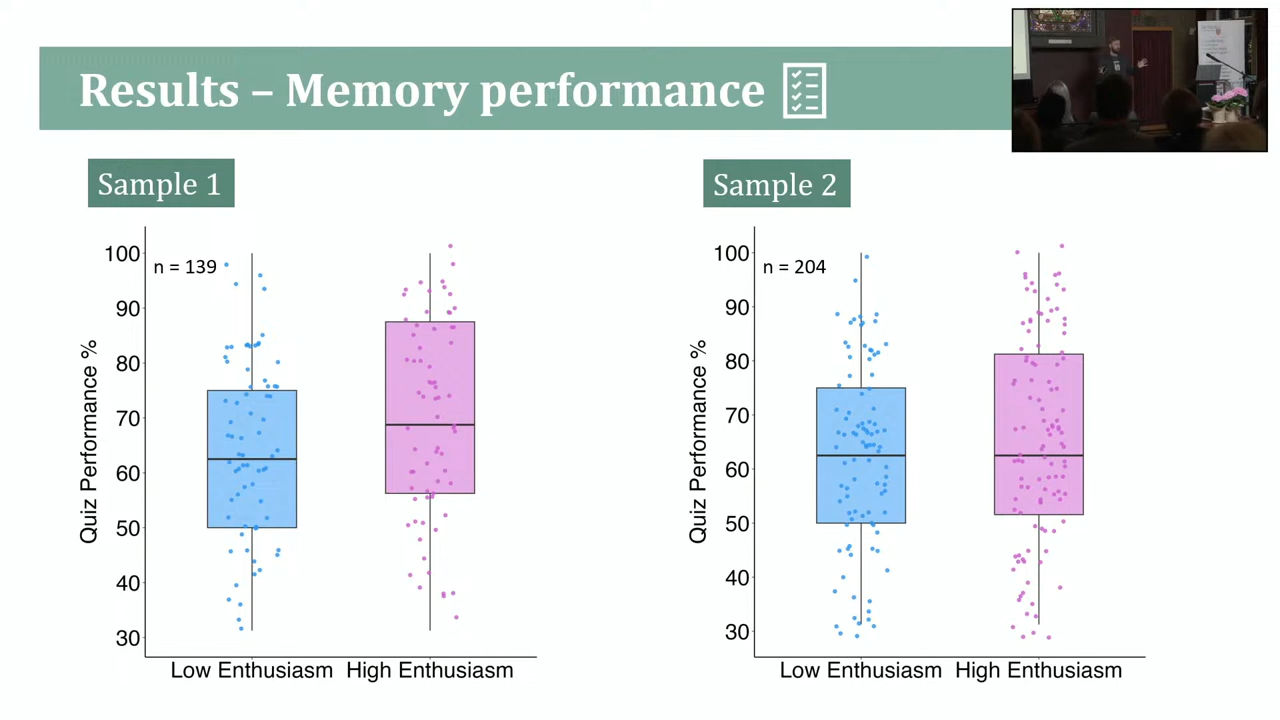 Results – Memory performance
Sample 1
n = 139
Quiz Performance %
100
90
80
70
60
50
40
30
Low Enthusiasm
High Enthusiasm
Sample 2
n = 204
Quiz Performance %
100
90
80
70
60
50
40
30
Low Enthusiasm
High Enthusiasm